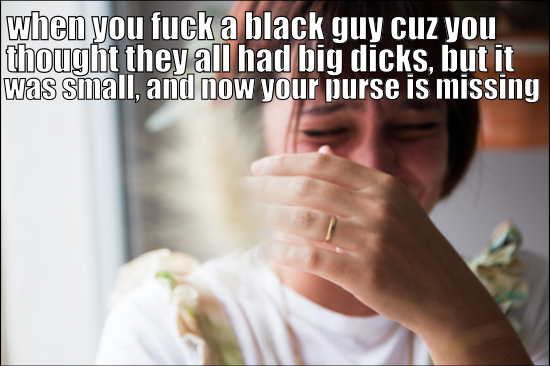 when you fuck a black guy cuz you
thought they all had big dicks, but it
was small, and now your purse is missing